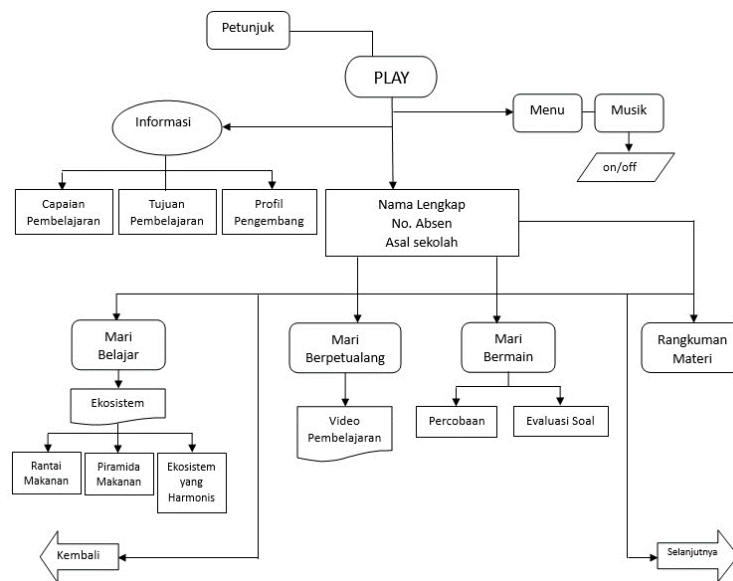 Petunjuk
PLAY
Informasi
Menu
Musik
on/off
Capaian
Pembelajaran
Tujuan
Pembelajaran
Profil
Pengembang
Nama Lengkap
No. Absen
Asal sekolah
Mari
Belajar
Mari
Berpetualang
Mari
Bermain
Rangkuman
Materi
Ekosistem
Video
Pembelajaran
Percobaan
Evaluasi Soal
Rantai
Makanan
Piramida
Makanan
Ekosistem
yang
Harmonis
Kembali
Selanjutnya